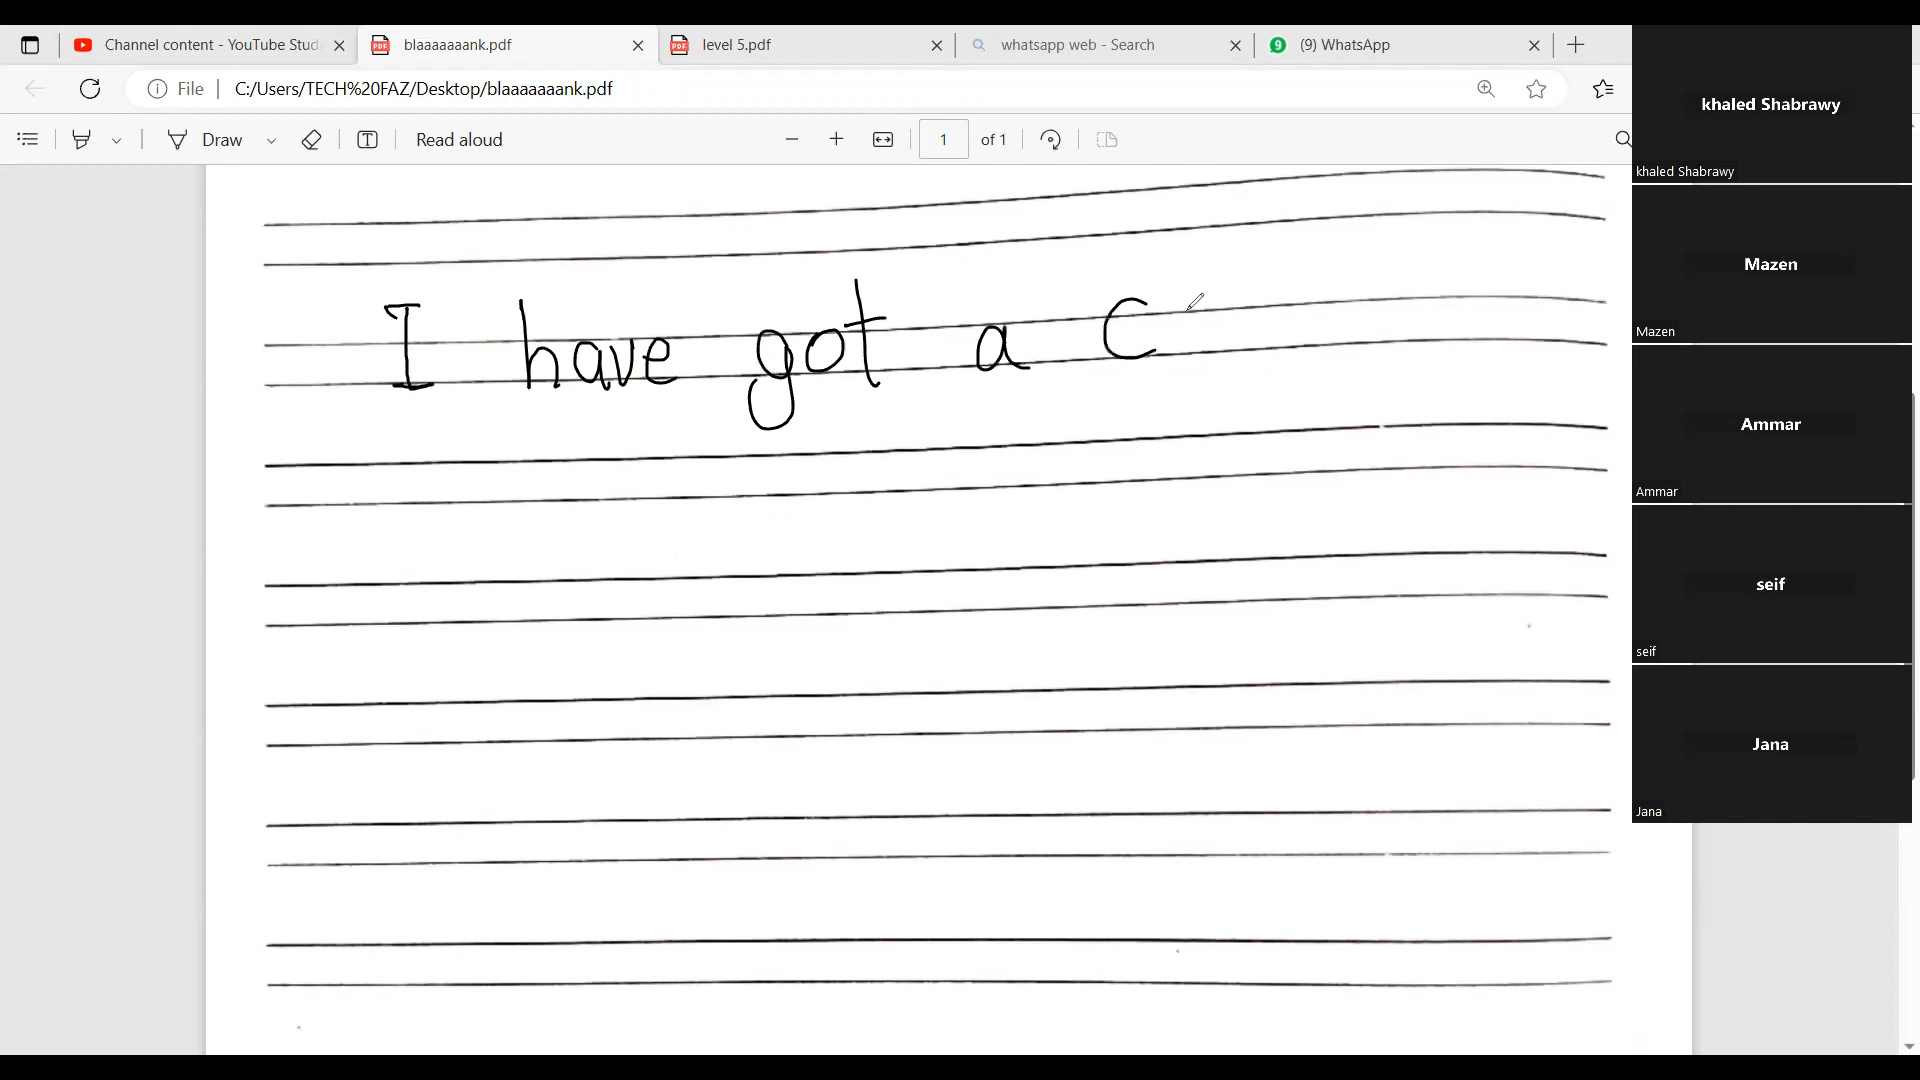 Channel content - YouTube Stud
blaaaaaaank.pdf
level 5.pdf
whatsapp web - Search
(9) WhatsApp
File
C:/Users/TECH%20FAZ/Desktop/blaaaaaaank.pdf
Draw
Read aloud
1 of 1
I have got a C
khaled Shabrawy
khaled Shabrawy
Mazen
Mazen
Ammar
Ammar
seif
seif
Jana
Jana